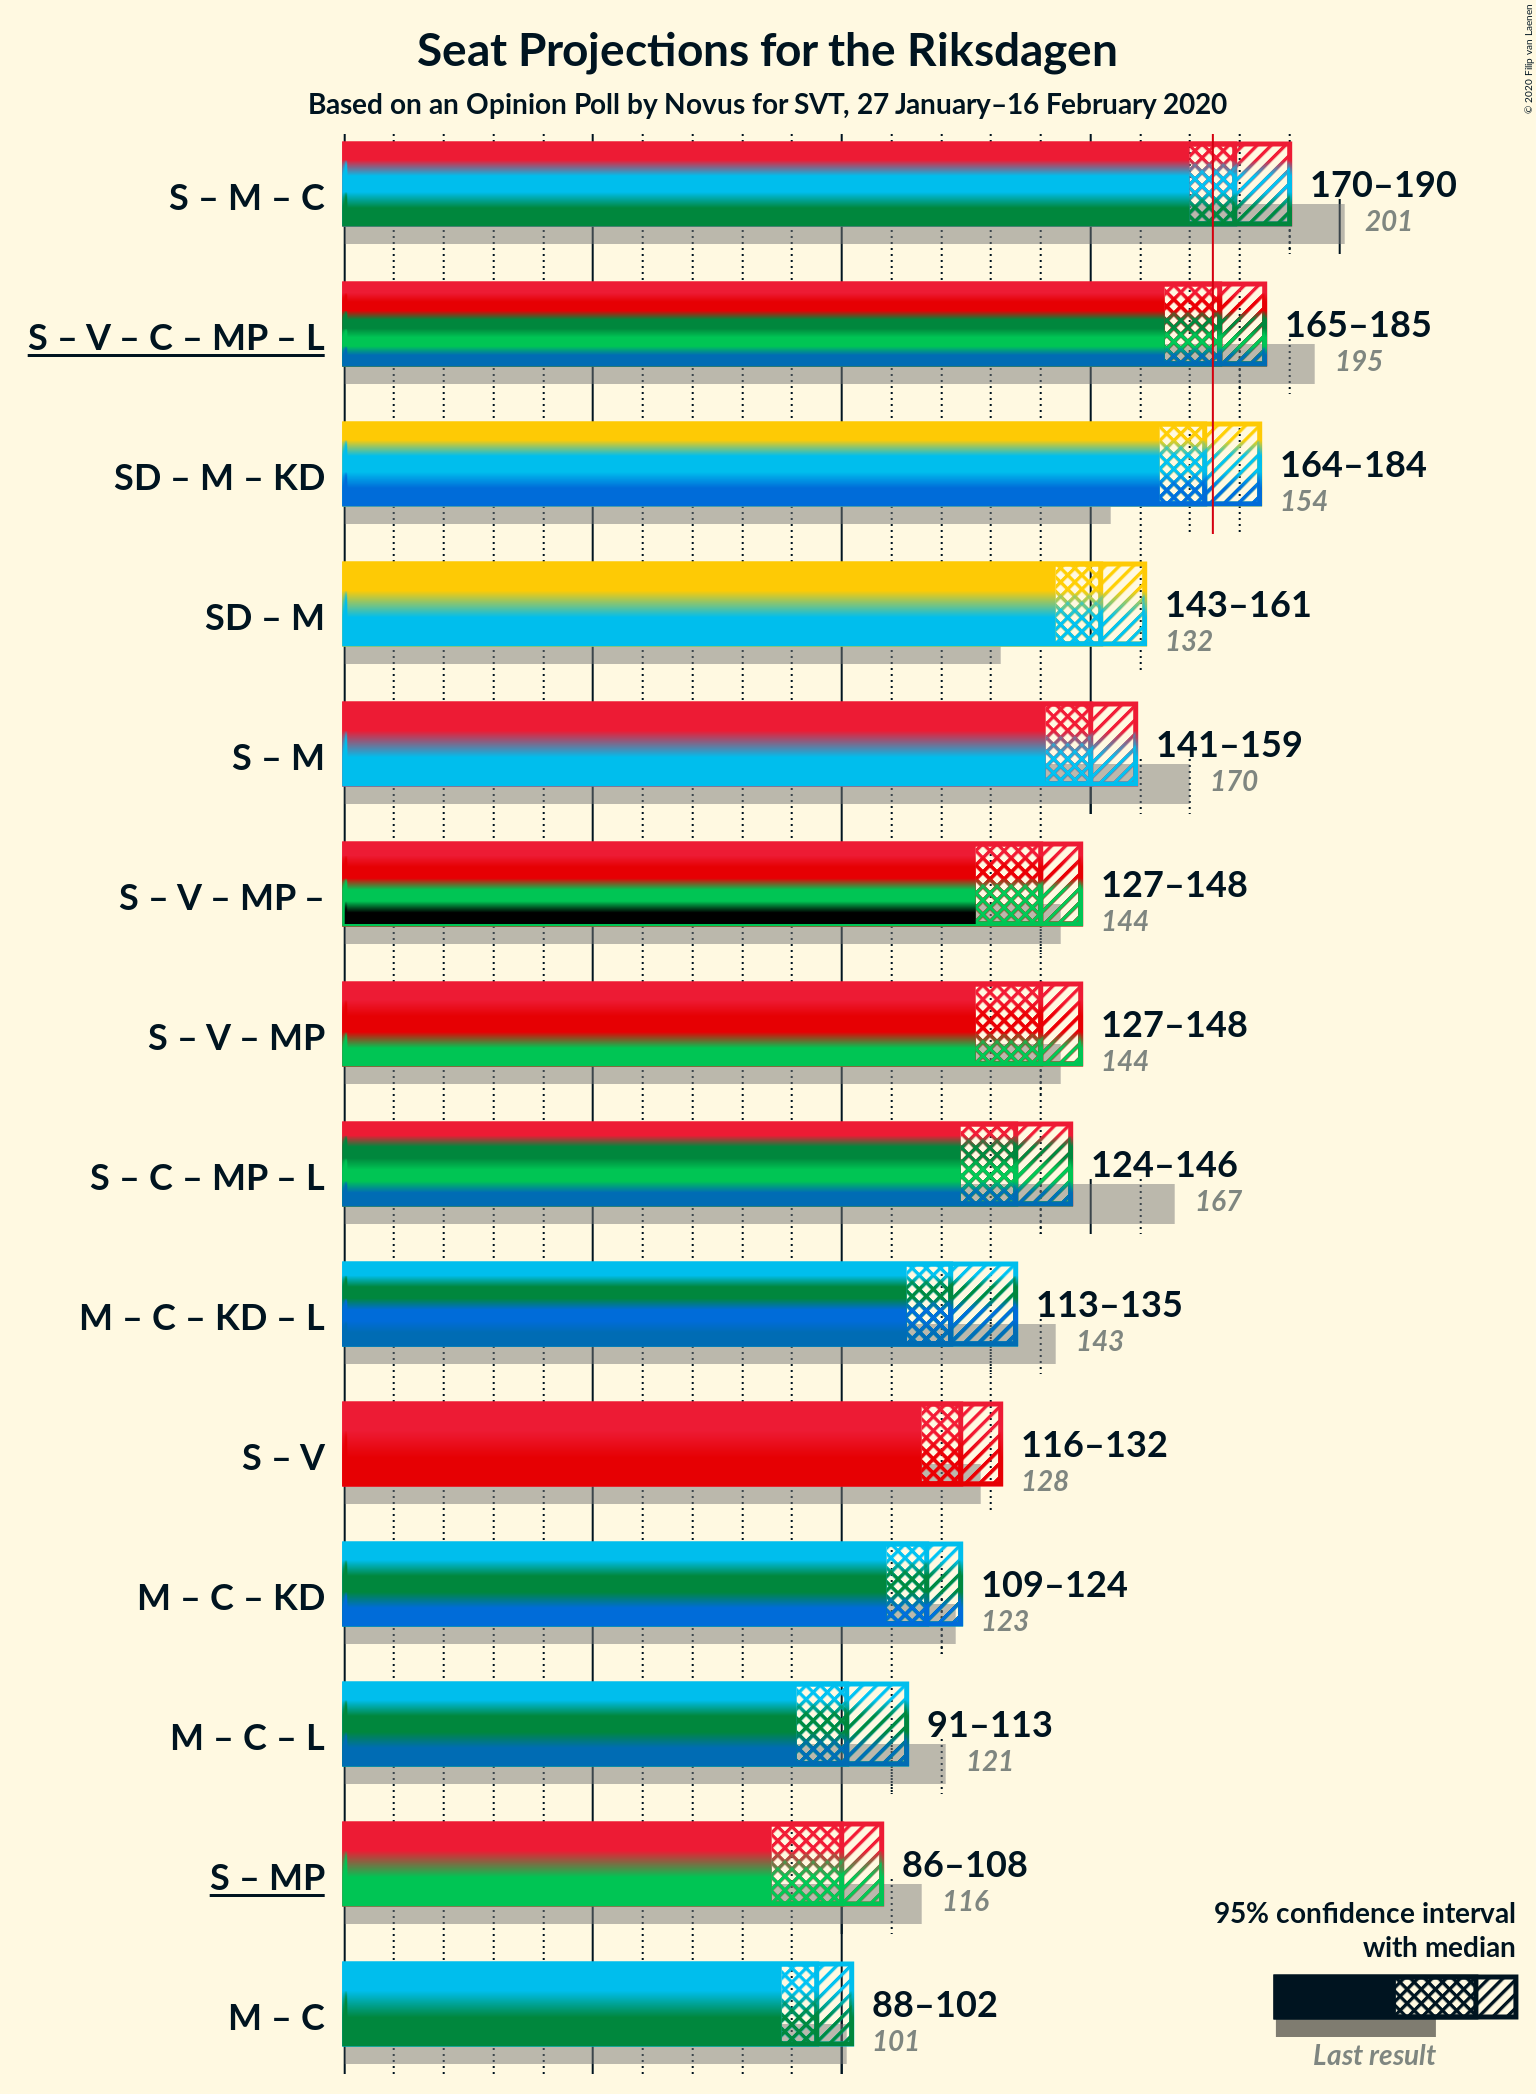 Seat Projections for the Riksdagen
Based on an Opinion Poll by Novus for SVT, 27 January–16 February 2020
© 2020 Filip van Laenen
S – M – C
170–190
201
S – V – C – MP – L
165–185
195
SD – M – KD
164–184
154
SD – M
143–161
132
S – M
141–159
170
S – V – MP –
127–148
144
S – V – MP
127–148
144
S – C – MP – L
124–146
167
M – C – KD – L
113–135
143
S – V
116–132
128
M – C – KD
109–124
123
M – C – L
91–113
121
S – MP
86–108
116
M – C
88–102
101
95% confidence interval
with median
Last result